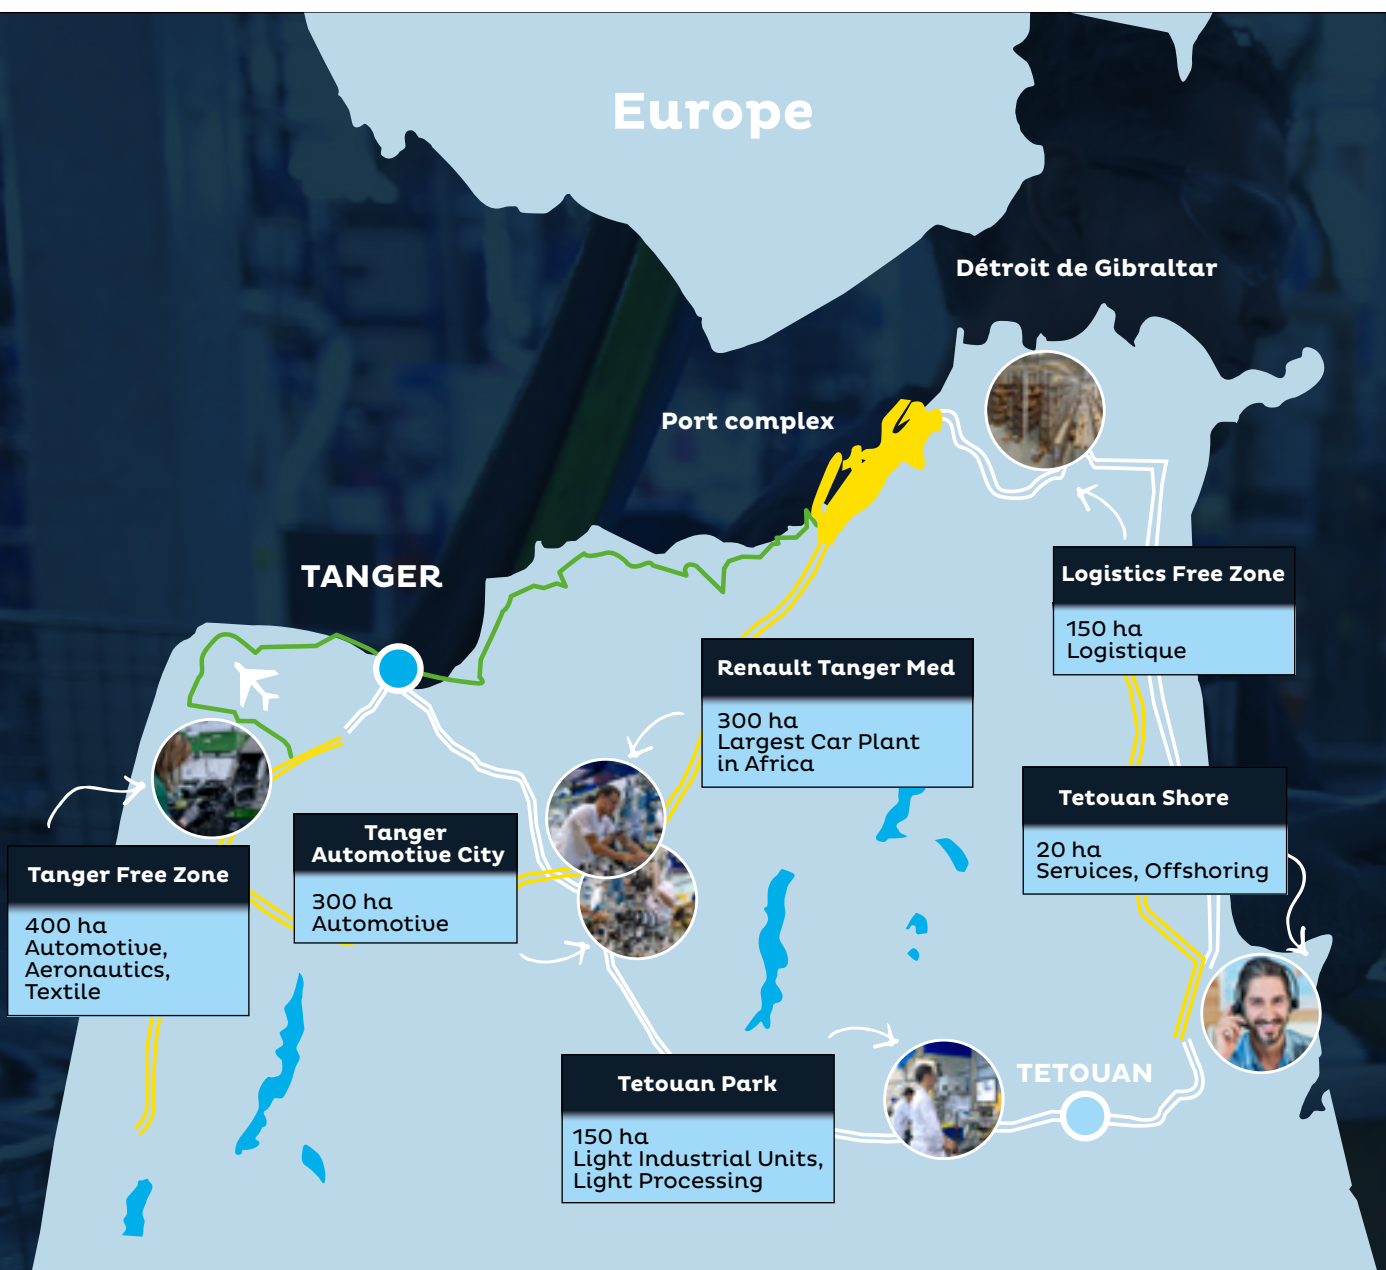 Europe
Détroit de Gibraltar
Port complex
TANGER
Logistics Free Zone
150 ha
Logistique
Renault Tanger Med
300 ha
Largest Car Plant
in Africa
Tetouan Shore
20 ha
Services, Offshoring
Tanger
Automotive City
300 ha
Automotive
Tanger Free Zone
400 ha
Automotive,
Aeronautics,
Textile
TETOUAN
Tetouan Park
150 ha
Light Industrial Units,
Light Processing